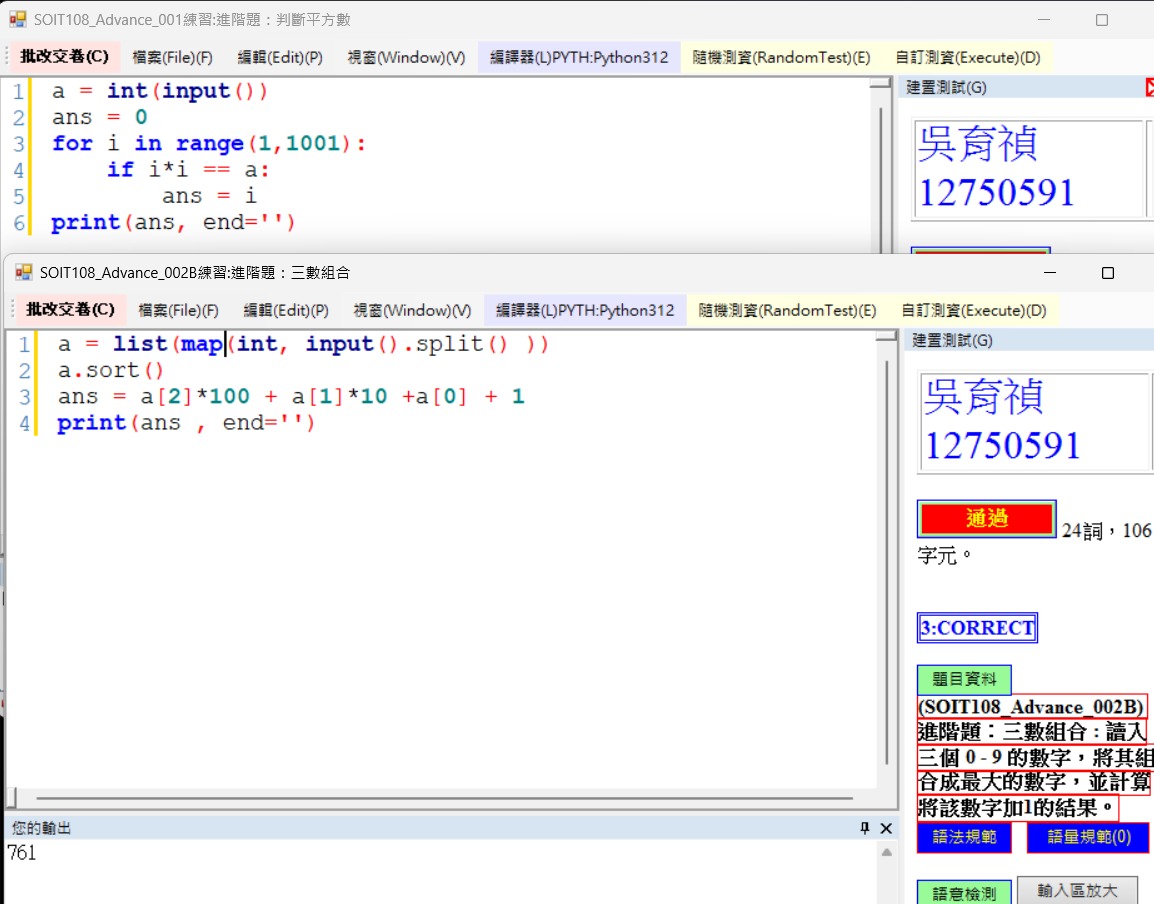 SOIT108_Advance_001練習:進階題：判斷平方數
批改交卷(C) 檔案(File)(F) 編輯(Edit)(P) 視窗(Window)(V) 編譯器(L)PYTH:Python312 隨機測資(RandomTest)(E) 自訂測資(Execute)(D)
1 a = int(input())
2 ans = 0
3 for i in range(1,1001):
4     if i*i == a:
5         ans = i
6 print(ans, end='')
建置測試(G)
吳育禎
12750591
SOIT108_Advance_002B練習:進階題：三數組合
批改交卷(C) 檔案(File)(F) 編輯(Edit)(P) 視窗(Window)(V) 編譯器(L)PYTH:Python312 隨機測資(RandomTest)(E) 自訂測資(Execute)(D)
1 a = list(map(int, input().split() ))
2 a.sort()
3 ans = a[2]*100 + a[1]*10 +a[0] + 1
4 print(ans , end='')
建置測試(G)
吳育禎
12750591
通過 24詞，106
字元。
3:CORRECT
題目資料
(SOIT108_Advance_002B)
進階題：三數組合 : 讀入
三個 0 - 9 的數字，將其組
合成最大的數字，並計算
將該數字加1的結果。
語法規範 語量規範(0)
語意檢測 輸入區放大
您的輸出
761